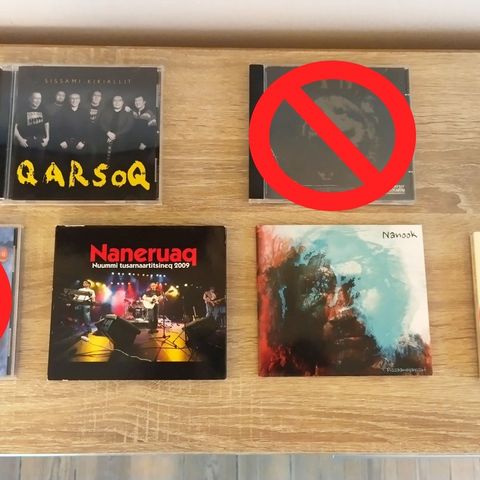 SISSAMI KIKIALLIT
QARSOQ
Naneruaq
Nuummi tusarnaartitsineq 2009
Nanook